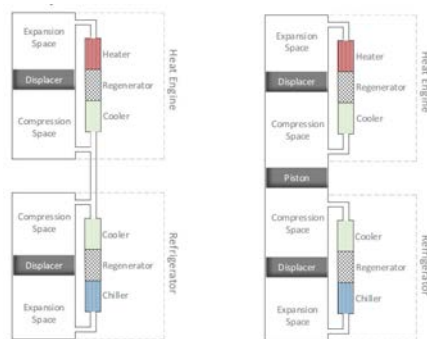 Expansion
Space
Heater
Displacer
Regenerator
Compression
Space
Cooler
Heat Engine
Compression
Space
Cooler
Displacer
Regenerator
Expansion
Space
Chiller
Refrigerator
Expansion
Space
Heater
Displacer
Regenerator
Compression
Space
Cooler
Heat Engine
Piston
Compression
Space
Cooler
Displacer
Regenerator
Expansion
Space
Chiller
Refrigerator